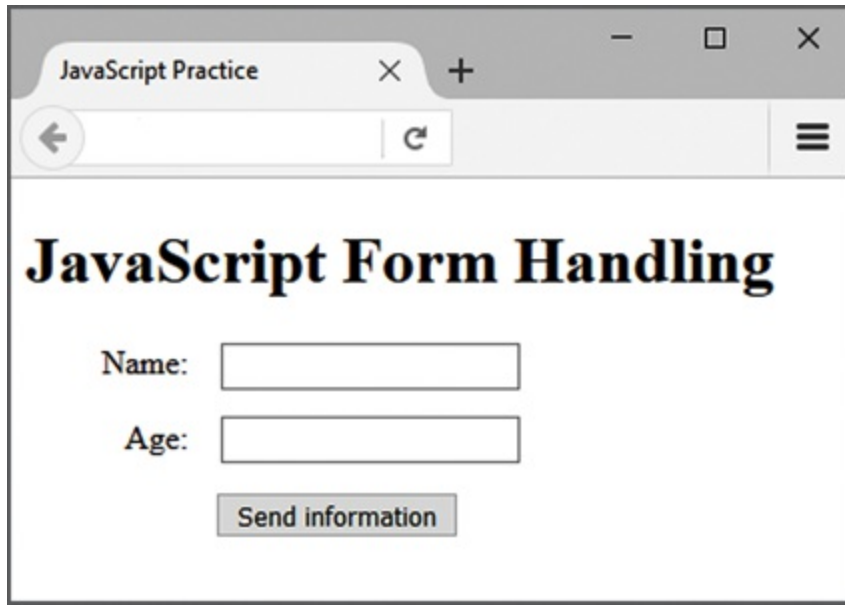 JavaScript Practice
JavaScript Form Handling
Name:
Age:
Send information